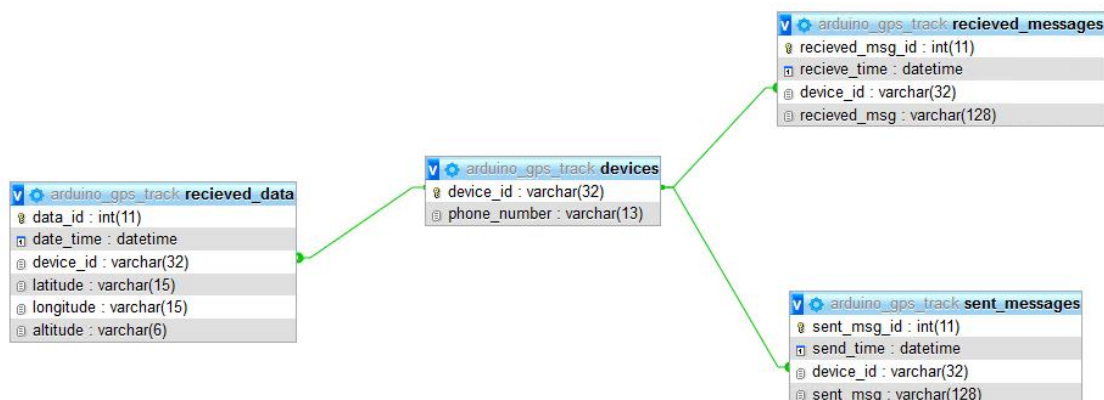 arduino_gps_track recieved_data
data_id : int(11)
date_time : datetime
device_id : varchar(32)
latitude : varchar(15)
longitude : varchar(15)
altitude : varchar(6)
arduino_gps_track devices
device_id : varchar(32)
phone_number : varchar(13)
arduino_gps_track recieved_messages
recieved_msg_id : int(11)
recieve_time : datetime
device_id : varchar(32)
recieved_msg : varchar(128)
arduino_gps_track sent_messages
sent_msg_id : int(11)
send_time : datetime
device_id : varchar(32)
sent_msg : varchar(128)